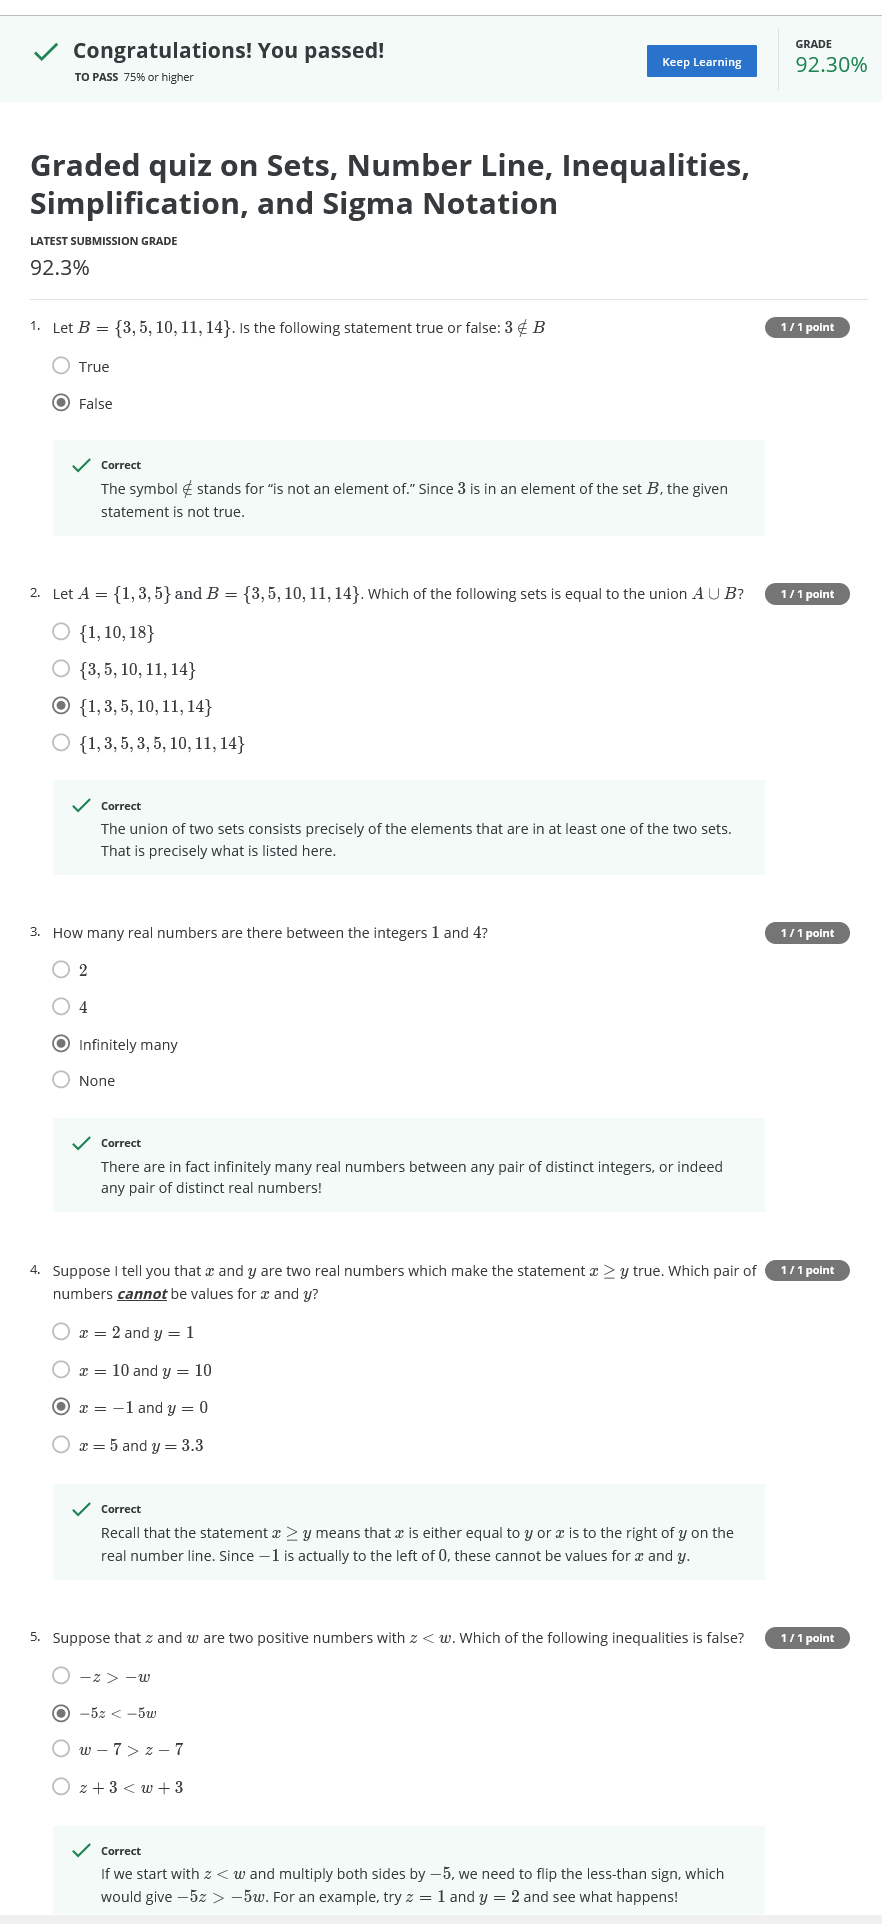 Congratulations! You passed!
TO PASS 75% or higher
Keep Learning
GRADE
92.30%
Graded quiz on Sets, Number Line, Inequalities,
Simplification, and Sigma Notation
LATEST SUBMISSION GRADE
92.3%
1. Let B = {3, 5, 10, 11, 14}. Is the following statement true or false: 3 ∉ B
1 / 1 point
True
False
Correct
The symbol ∉ stands for “is not an element of.” Since 3 is in an element of the set B, the given
statement is not true.
2. Let A = {1, 3, 5} and B = {3, 5, 10, 11, 14}. Which of the following sets is equal to the union A ∪ B?
1 / 1 point
{1, 10, 18}
{3, 5, 10, 11, 14}
{1, 3, 5, 10, 11, 14}
{1, 3, 5, 3, 5, 10, 11, 14}
Correct
The union of two sets consists precisely of the elements that are in at least one of the two sets.
That is precisely what is listed here.
3. How many real numbers are there between the integers 1 and 4?
1 / 1 point
2
4
Infinitely many
None
Correct
There are in fact infinitely many real numbers between any pair of distinct integers, or indeed
any pair of distinct real numbers!
4. Suppose I tell you that x and y are two real numbers which make the statement x ≥ y true. Which pair of
1 / 1 point
numbers cannot be values for x and y?
x = 2 and y = 1
x = 10 and y = 10
x = −1 and y = 0
x = 5 and y = 3.3
Correct
Recall that the statement x ≥ y means that x is either equal to y or x is to the right of y on the
real number line. Since −1 is actually to the left of 0, these cannot be values for x and y.
5. Suppose that z and w are two positive numbers with z < w. Which of the following inequalities is false?
1 / 1 point
−z > −w
−5z < −5w
w − 7 > z − 7
z + 3 < w + 3
Correct
If we start with z < w and multiply both sides by −5, we need to flip the less-than sign, which
would give −5z > −5w. For an example, try z = 1 and y = 2 and see what happens!